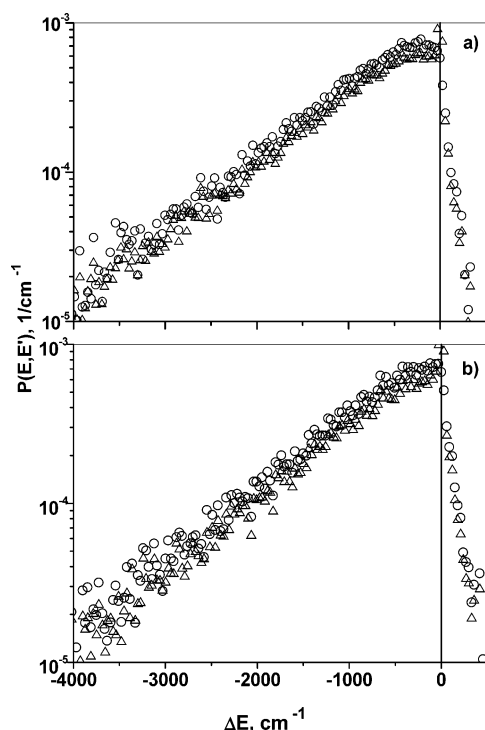 10⁻³
a)
10⁻⁴
10⁻⁵
P(E,E'), 1/cm⁻¹
10⁻³
b)
10⁻⁴
10⁻⁵
-4000 -3000 -2000 -1000 0
ΔE, cm⁻¹